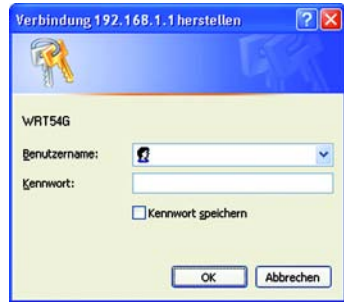 Verbindung 192.168.1.1 herstellen
WRT54G
Benutzername:
Kennwort:
Kennwort speichern
OK
Abbrechen